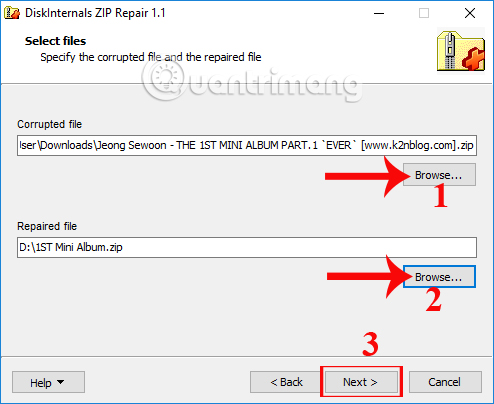 DiskInternals ZIP Repair 1.1
Select files
Specify the corrupted file and the repaired file
Quantrimang
Corrupted file
User\Downloads\Jeong Sewoon - THE 1ST MINI ALBUM PART.1 `EVER` [www.k2nblog.com].zip
Browse...
1
Repaired file
D:\1ST Mini Album.zip
Browse...
2
3
Help
< Back
Next >
Cancel